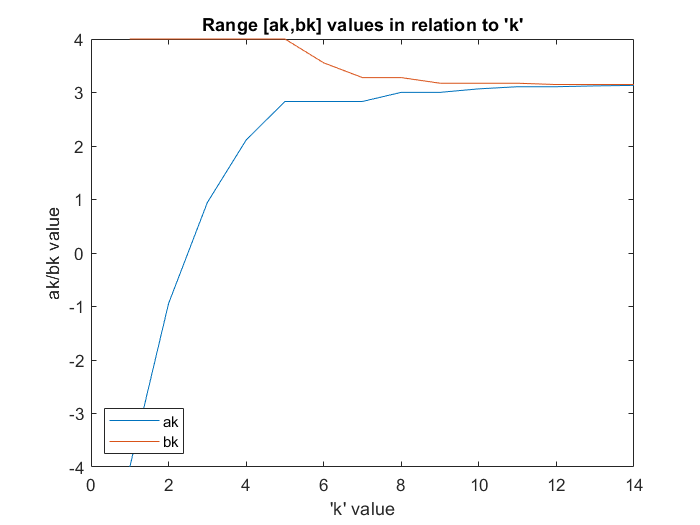 Range [ak,bk] values in relation to 'k'
4
3
2
1
0
-1
-2
-3
-4
ak/bk value
ak
bk
0 2 4 6 8 10 12 14
'k' value